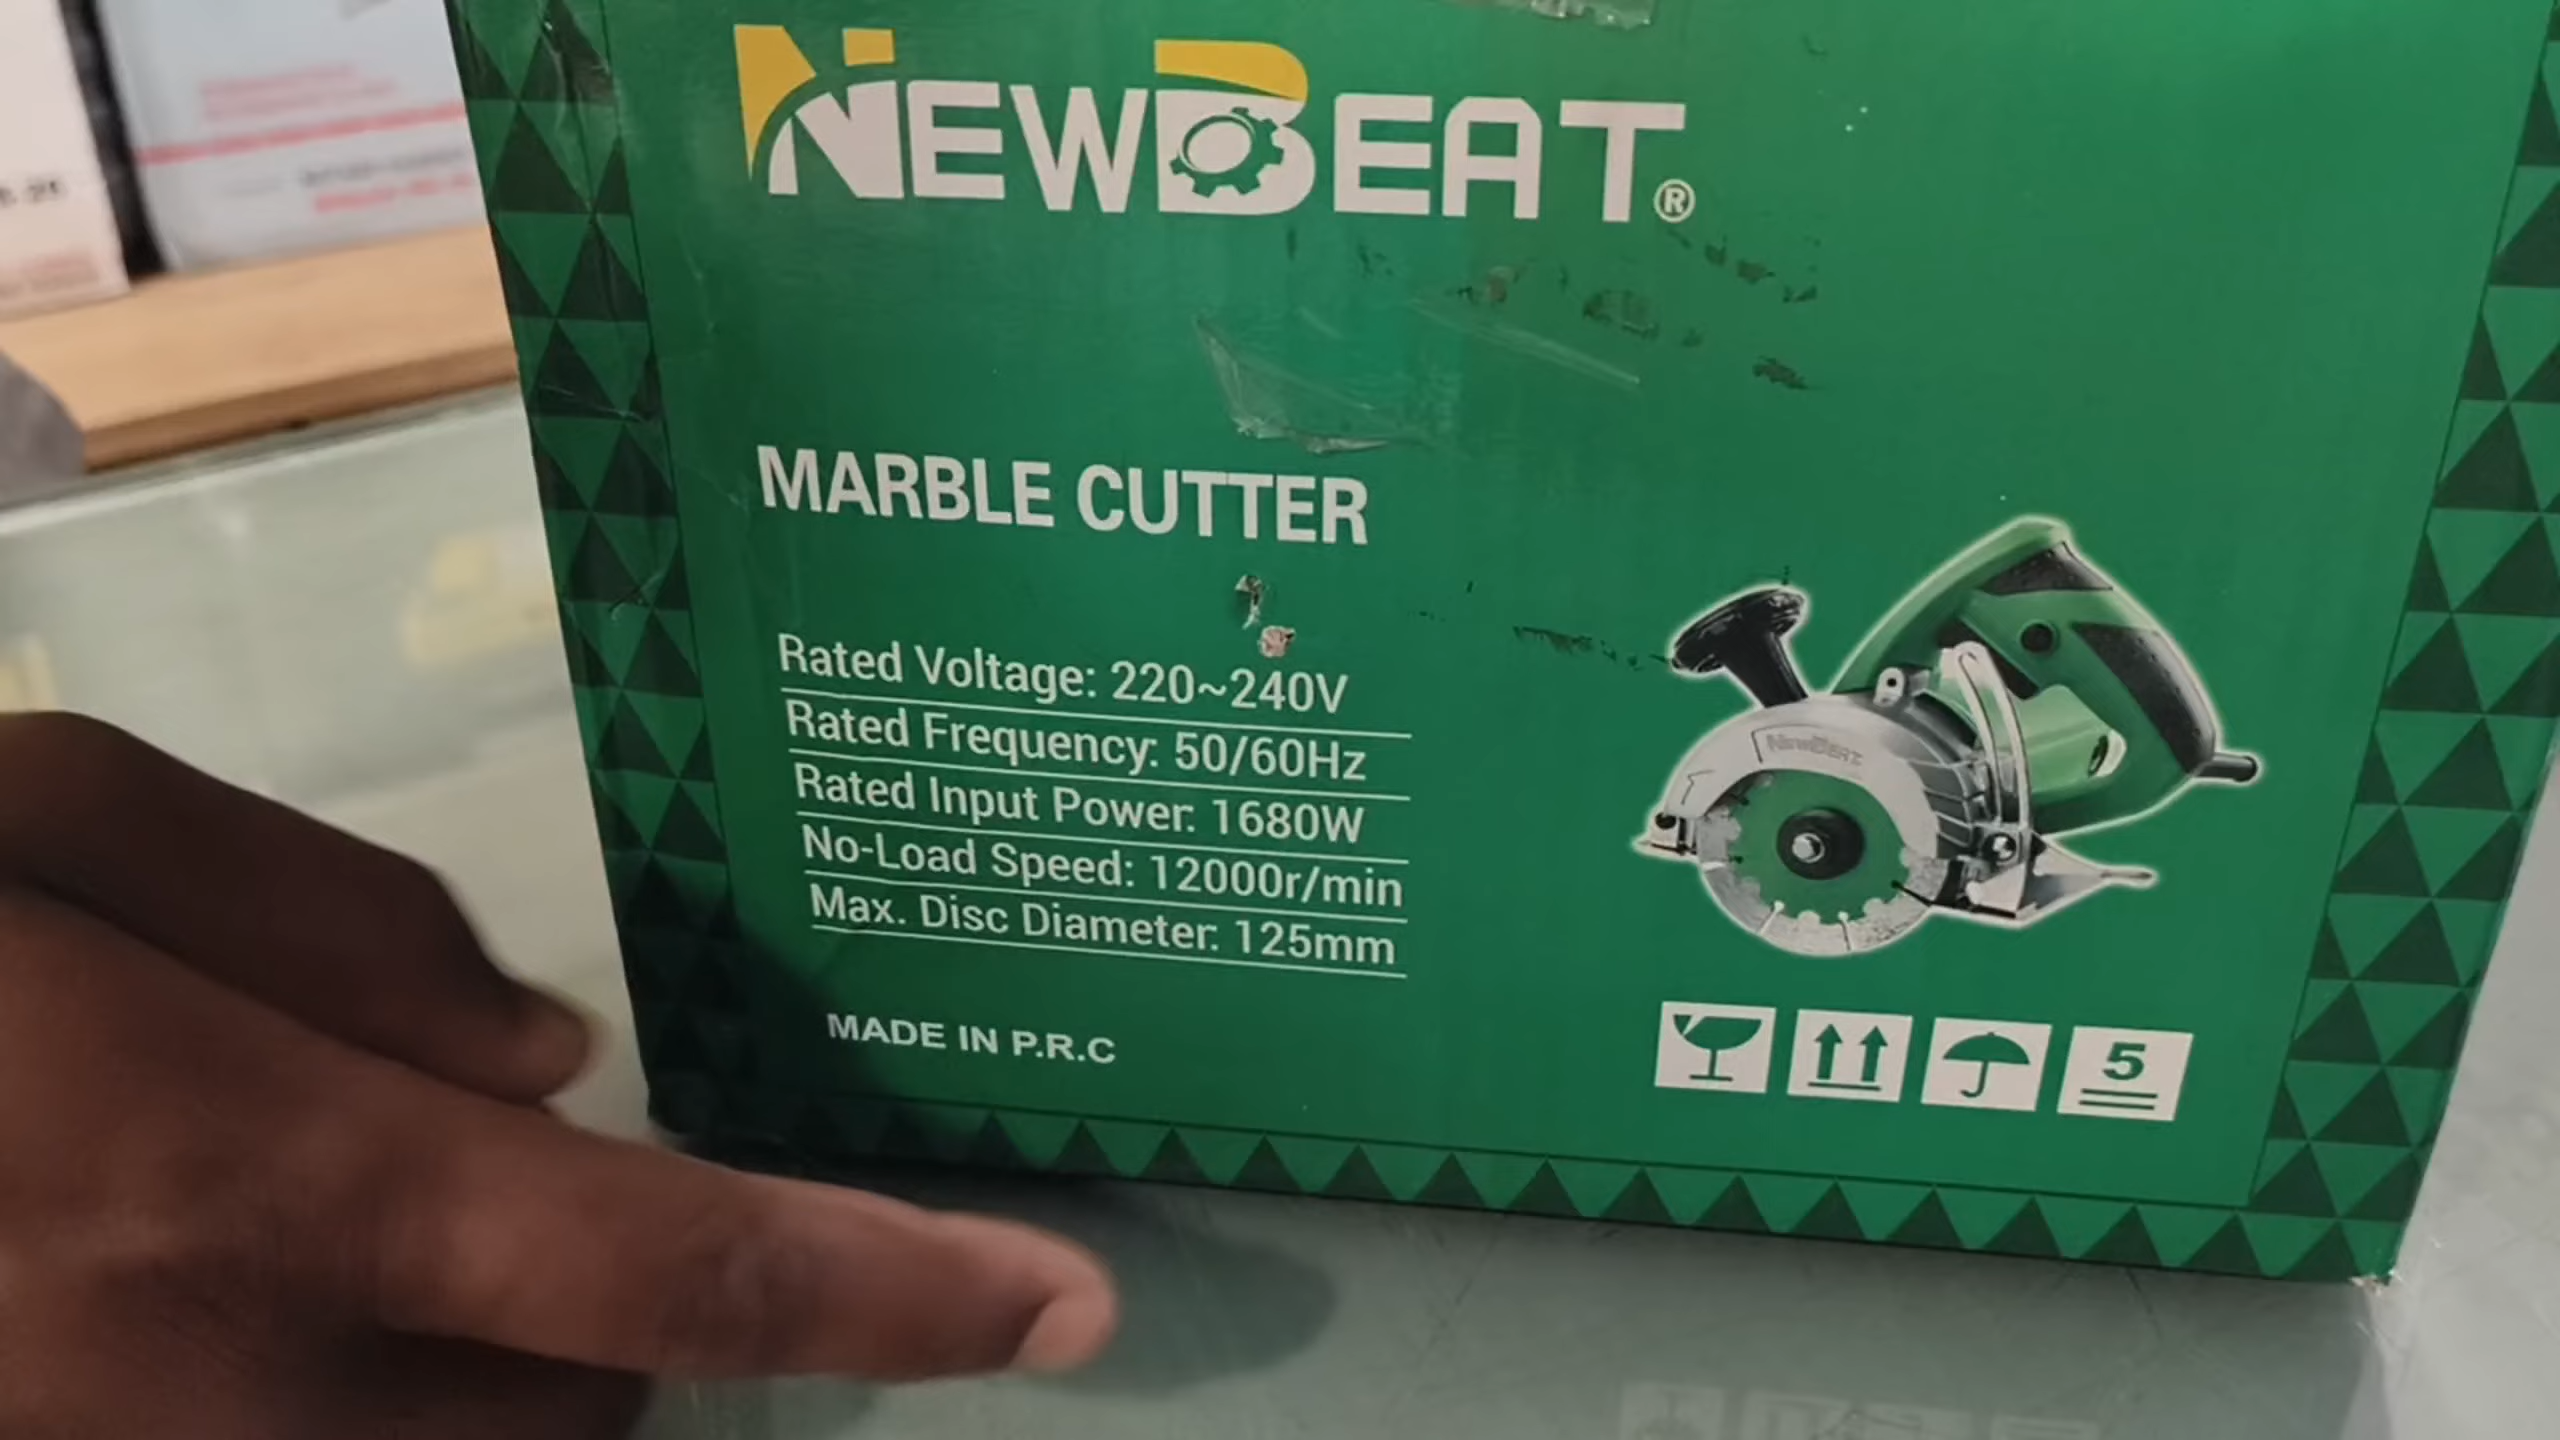 NEWBEAT®
MARBLE CUTTER
Rated Voltage: 220~240V
Rated Frequency: 50/60Hz
Rated Input Power: 1680W
No-Load Speed: 12000r/min
Max. Disc Diameter: 125mm
NEWBEAT
MADE IN P.R.C
5